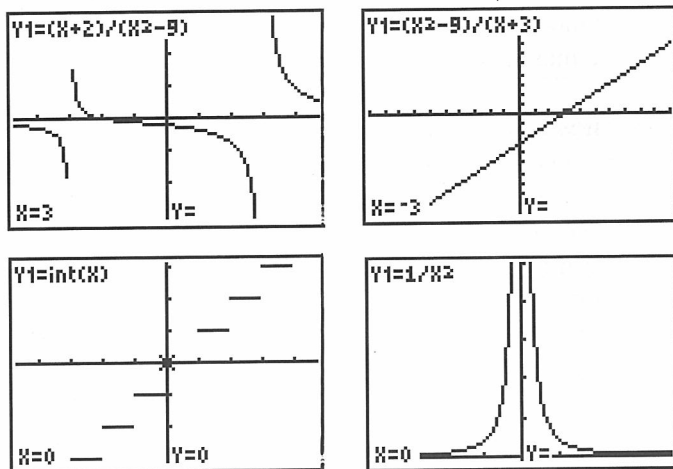 Y1=(X+2)/(X²-9)
X=3 Y=
Y1=(X²-9)/(X+3)
X=-3 Y=
Y1=int(X)
X=0 Y=0
Y1=1/X²
X=0 Y=